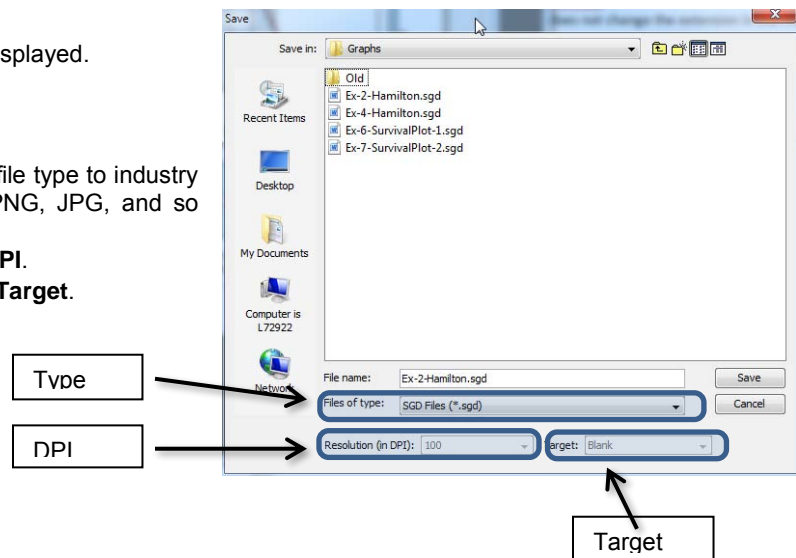 splayed.
file type to industry
PNG, JPG, and so
PI.
Target.
Save
Save in: Graphs
Old
Ex-2-Hamilton.sgd
Ex-4-Hamilton.sgd
Ex-6-SurvivalPlot-1.sgd
Ex-7-SurvivalPlot-2.sgd
Recent Items
Desktop
My Documents
Computer is
L72922
Network
File name: Ex-2-Hamilton.sgd Save
Files of type: SGD Files (*.sgd) Cancel
Resolution (in DPI): 100 Target: Blank
Type
DPI
Target